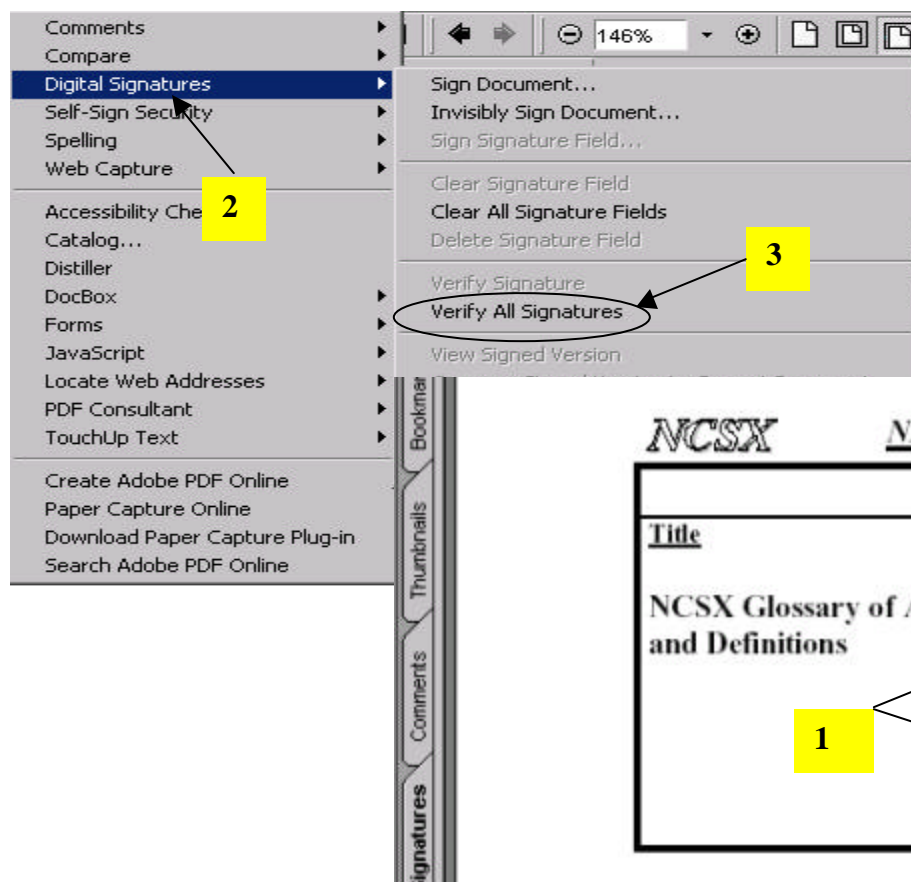 Comments
Compare
Digital Signatures
Self-Sign Security
Spelling
Web Capture
2
Accessibility Che
Catalog...
Distiller
DocBox
Forms
JavaScript
Locate Web Addresses
PDF Consultant
TouchUp Text
Create Adobe PDF Online
Paper Capture Online
Download Paper Capture Plug-in
Search Adobe PDF Online
146%
Sign Document...
Invisibly Sign Document...
Sign Signature Field...
Clear Signature Field
Clear All Signature Fields
Delete Signature Field
3
Verify Signature
Verify All Signatures
View Signed Version
Bookmar
Thumbnails
Comments
ignatures
NCSX N
Title
NCSX Glossary of A
and Definitions
1